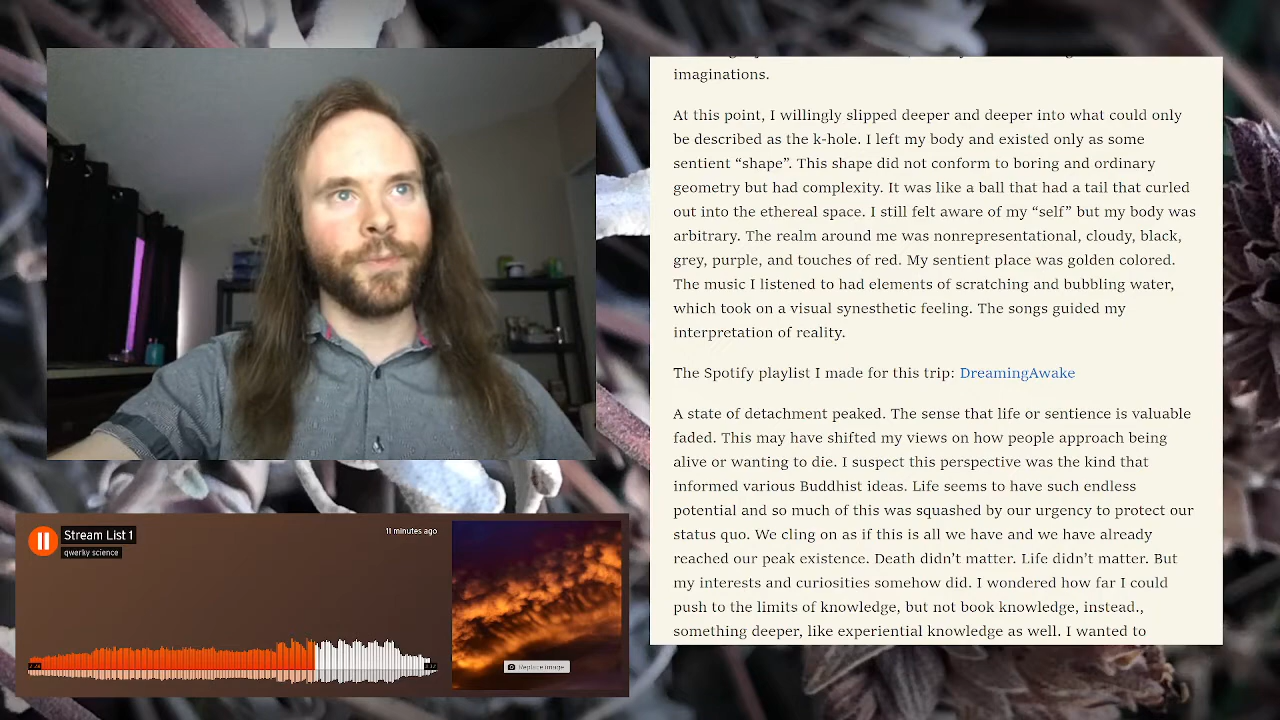 imaginations.
At this point, I willingly slipped deeper and deeper into what could only
be described as the k-hole. I left my body and existed only as some
sentient “shape”. This shape did not conform to boring and ordinary
geometry but had complexity. It was like a ball that had a tail that curled
out into the ethereal space. I still felt aware of my “self” but my body was
arbitrary. The realm around me was nonrepresentational, cloudy, black,
grey, purple, and touches of red. My sentient place was golden colored.
The music I listened to had elements of scratching and bubbling water,
which took on a visual synesthetic feeling. The songs guided my
interpretation of reality.
The Spotify playlist I made for this trip: DreamingAwake
A state of detachment peaked. The sense that life or sentience is valuable
faded. This may have shifted my views on how people approach being
alive or wanting to die. I suspect this perspective was the kind that
informed various Buddhist ideas. Life seems to have such endless
potential and so much of this was squashed by our urgency to protect our
status quo. We cling on as if this is all we have and we have already
reached our peak existence. Death didn’t matter. Life didn’t matter. But
my interests and curiosities somehow did. I wondered how far I could
push to the limits of knowledge, but not book knowledge, instead.,
something deeper, like experiential knowledge as well. I wanted to
Stream List 1
qwerky science
11 minutes ago
Replace image